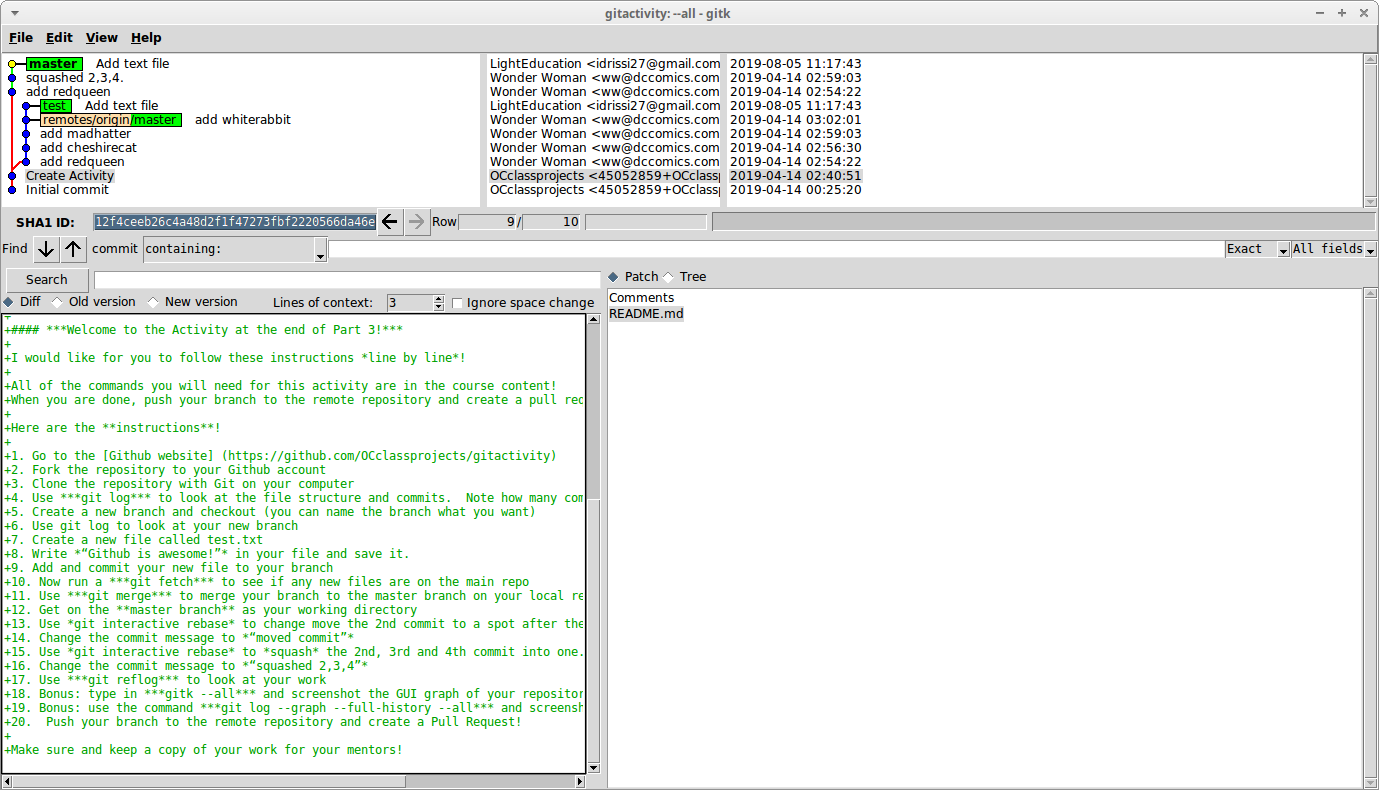 gitactivity: --all - gitk
File Edit View Help
master Add text file LightEducation <idrissi27@gmail.com 2019-08-05 11:17:43
squashed 2,3,4. Wonder Woman <ww@dccomics.com 2019-04-14 02:59:03
add redqueen Wonder Woman <ww@dccomics.com 2019-04-14 02:54:22
test Add text file LightEducation <idrissi27@gmail.com 2019-08-05 11:17:43
remotes/origin/master add whiterabbit Wonder Woman <ww@dccomics.com 2019-04-14 03:02:01
add madhatter Wonder Woman <ww@dccomics.com 2019-04-14 02:59:03
add cheshirecat Wonder Woman <ww@dccomics.com 2019-04-14 02:56:30
add redqueen Wonder Woman <ww@dccomics.com 2019-04-14 02:54:22
Create Activity OCclassprojects <45052859+OCclassp 2019-04-14 02:40:51
Initial commit OCclassprojects <45052859+OCclassp 2019-04-14 00:25:20
SHA1 ID: 12f4ceeb26c4a48d2f1f47273fbf2220566da46e Row 9 / 10
Find commit containing: Exact All fields
Search
Diff Old version New version Lines of context: 3 Ignore space change
Patch Tree
+
+#### ***Welcome to the Activity at the end of Part 3!***
+
+I would like for you to follow these instructions *line by line*!
+
+All of the commands you will need for this activity are in the course content!
+When you are done, push your branch to the remote repository and create a pull rec
+
+Here are the **instructions**!
+
+1. Go to the [Github website] (https://github.com/OCclassprojects/gitactivity)
+2. Fork the repository to your Github account
+3. Clone the repository with Git on your computer
+4. Use ***git log*** to look at the file structure and commits.  Note how many com
+5. Create a new branch and checkout (you can name the branch what you want)
+6. Use git log to look at your new branch
+7. Create a new file called test.txt
+8. Write *“Github is awesome!”* in your file and save it.
+9. Add and commit your new file to your branch
+10. Now run a ***git fetch*** to see if any new files are on the main repo
+11. Use ***git merge*** to merge your branch to the master branch on your local re
+12. Get on the **master branch** as your working directory
+13. Use *git interactive rebase* to change move the 2nd commit to a spot after the
+14. Change the commit message to *“moved commit”*
+15. Use *git interactive rebase* to *squash* the 2nd, 3rd and 4th commit into one.
+16. Change the commit message to *“squashed 2,3,4”*
+17. Use ***git reflog*** to look at your work
+18. Bonus: type in ***gitk --all*** and screenshot the GUI graph of your repositor
+19. Bonus: use the command ***git log --graph --full-history --all*** and screensh
+20.  Push your branch to the remote repository and create a Pull Request!
+
+Make sure and keep a copy of your work for your mentors!
Comments
README.md